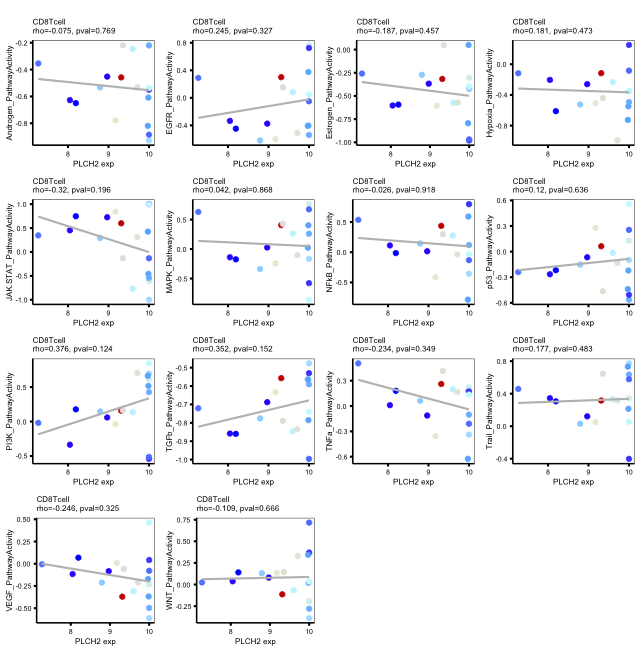 CD8Tcell
rho=-0.075, pval=0.769
Androgen_PathwayActivity
-0.2
-0.4
-0.6
-0.8
8
9
10
PLCH2 exp
CD8Tcell
rho=0.245, pval=0.327
EGFR_PathwayActivity
0.8
0.4
0.0
-0.4
8
9
10
PLCH2 exp
CD8Tcell
rho=-0.187, pval=0.457
Estrogen_PathwayActivity
0.00
-0.25
-0.50
-0.75
-1.00
8
9
10
PLCH2 exp
CD8Tcell
rho=0.181, pval=0.473
Hypoxia_PathwayActivity
0.0
-0.4
-0.8
8
9
10
PLCH2 exp
CD8Tcell
rho=-0.32, pval=0.196
JAK.STAT_PathwayActivity
1.0
0.5
0.0
-0.5
-1.0
8
9
10
PLCH2 exp
CD8Tcell
rho=0.042, pval=0.868
MAPK_PathwayActivity
0.5
0.0
-0.5
8
9
10
PLCH2 exp
CD8Tcell
rho=-0.026, pval=0.918
NFkB_PathwayActivity
0.5
0.0
-0.5
8
9
10
PLCH2 exp
CD8Tcell
rho=0.12, pval=0.636
p53_PathwayActivity
0.6
0.3
0.0
-0.3
-0.6
8
9
10
PLCH2 exp
CD8Tcell
rho=0.376, pval=0.124
PI3K_PathwayActivity
0.5
0.0
-0.5
8
9
10
PLCH2 exp
CD8Tcell
rho=0.352, pval=0.152
TGFb_PathwayActivity
-0.5
-0.6
-0.7
-0.8
-0.9
-1.0
8
9
10
PLCH2 exp
CD8Tcell
rho=-0.234, pval=0.349
TNFa_PathwayActivity
0.3
0.0
-0.3
-0.6
8
9
10
PLCH2 exp
CD8Tcell
rho=0.177, pval=0.483
Trail_PathwayActivity
0.8
0.4
0.0
-0.4
8
9
10
PLCH2 exp
CD8Tcell
rho=-0.246, pval=0.325
VEGF_PathwayActivity
0.50
0.25
0.00
-0.25
-0.50
8
9
10
PLCH2 exp
CD8Tcell
rho=-0.109, pval=0.666
WNT_PathwayActivity
0.75
0.50
0.25
0.00
-0.25
8
9
10
PLCH2 exp